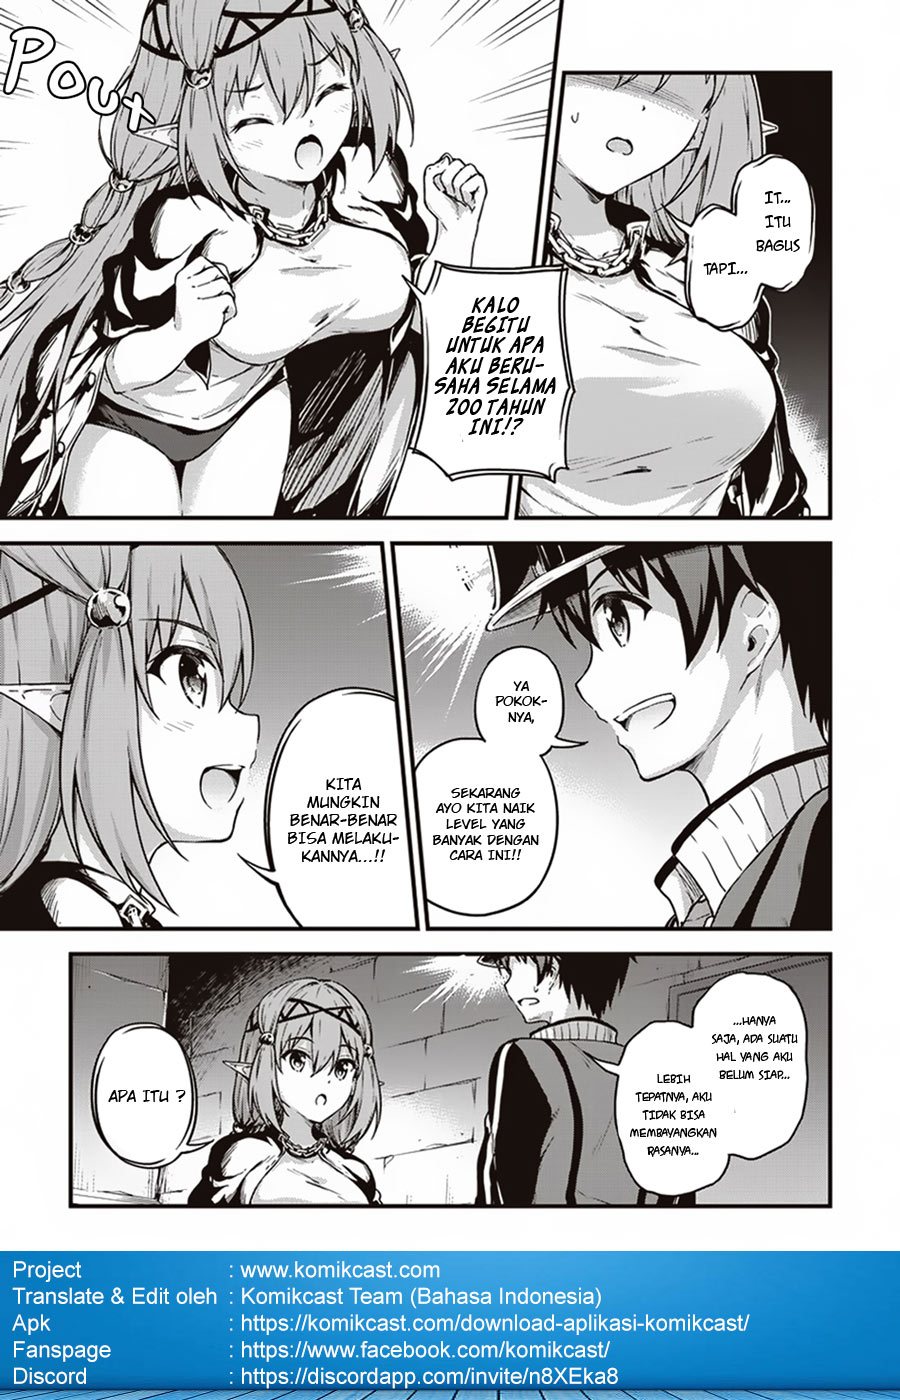 IT...
ITU
BAGUS
TAPI...
Pout
KALO
BEGITU
UNTUK APA
AKU BERU-
SAHA SELAMA
200 TAHUN
INI!?
YA
POKOK-
NYA,
SEKARANG
AYO KITA NAIK
LEVEL YANG
BANYAK DENGAN
CARA INI!!
KITA
MUNGKIN
BENAR-BENAR
BISA MELAKU-
KANNYA...!!
...HANYA
SAJA, ADA SUATU
HAL YANG AKU
BELUM SIAP...
LEBIH
TEPATNYA, AKU
TIDAK BISA
MEMBAYANGKAN
RASANYA...
APA ITU ?
Project : www.komikcast.com
Translate & Edit oleh : Komikcast Team (Bahasa Indonesia)
Apk : https://komikcast.com/download-aplikasi-komikcast/
Fanspage : https://www.facebook.com/komikcast/
Discord : https://discordapp.com/invite/n8XEka8